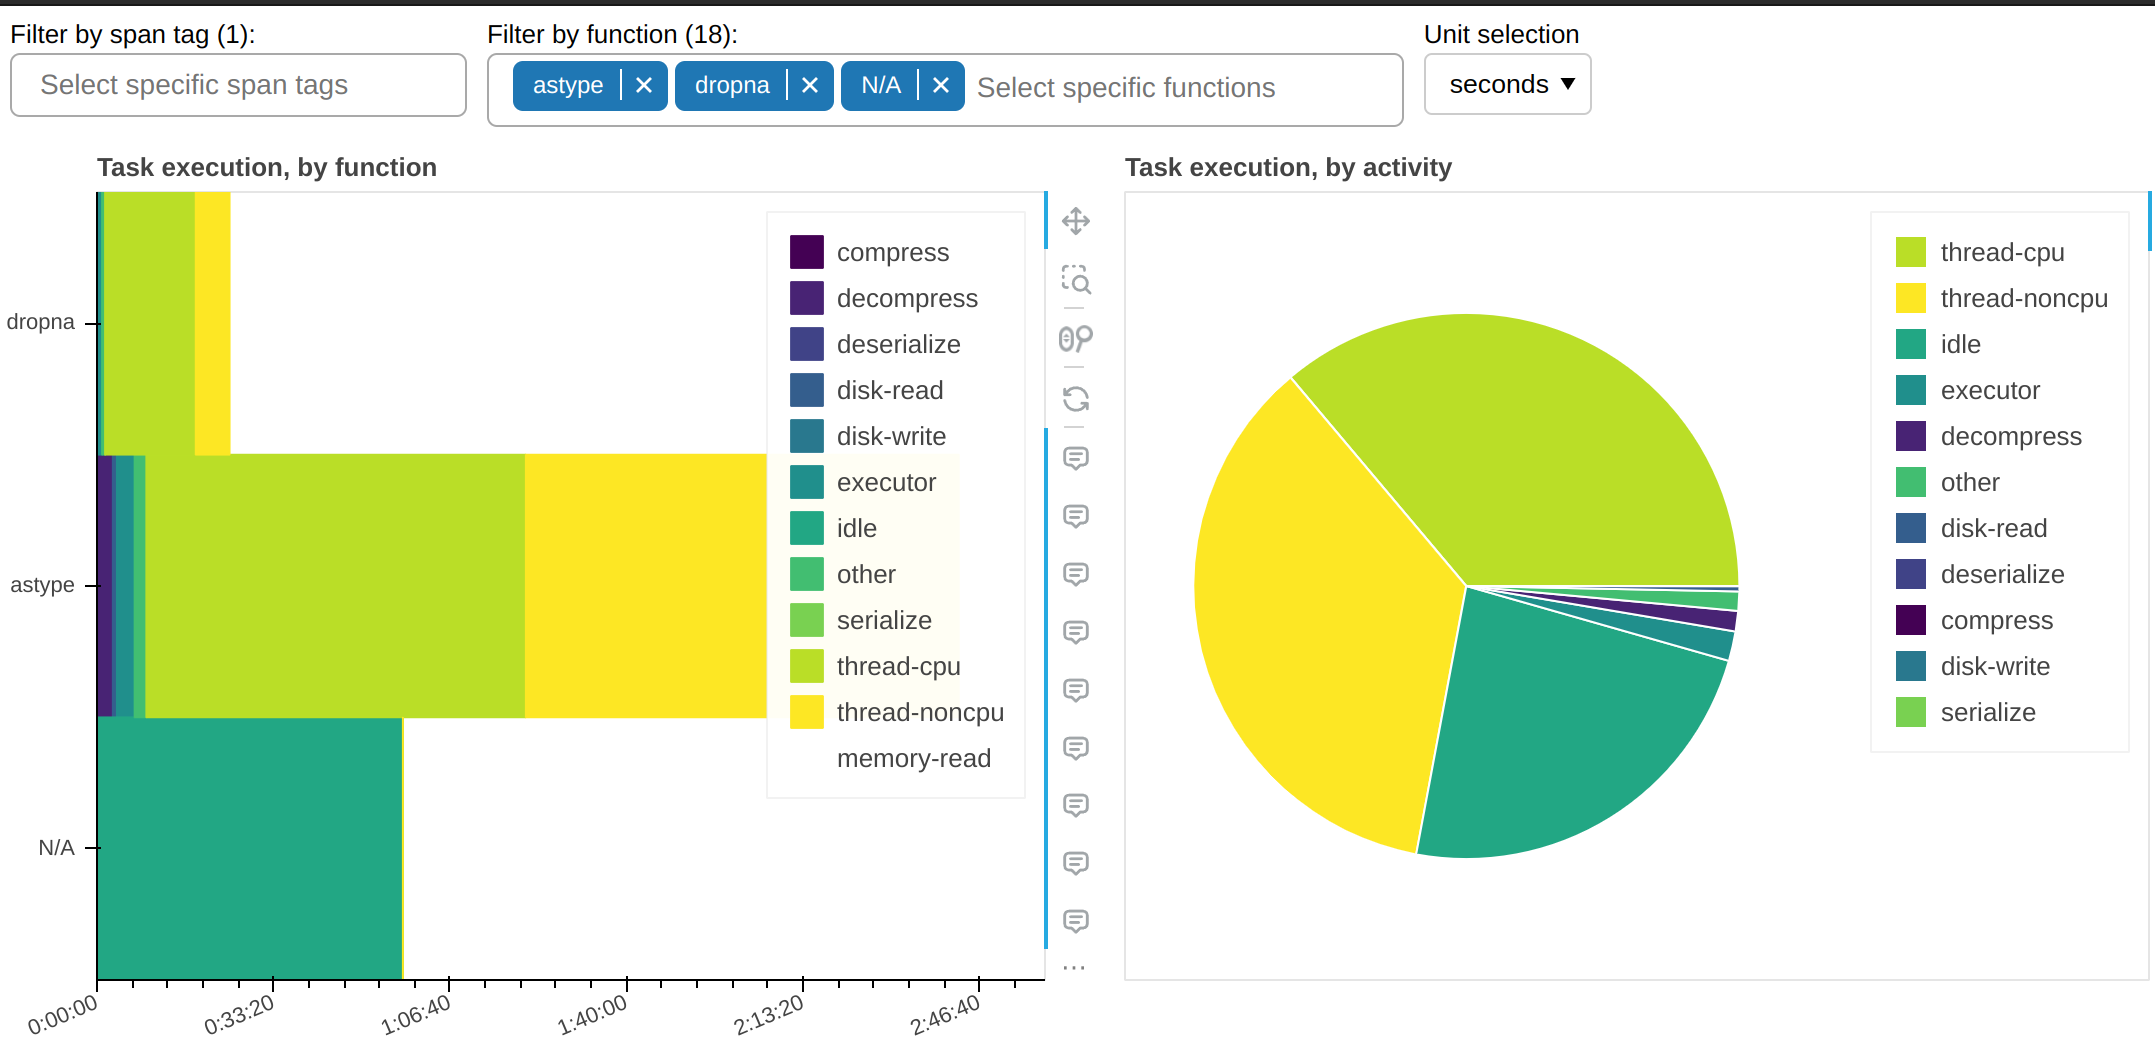 Filter by span tag (1):
Select specific span tags
Filter by function (18):
astype
dropna
N/A
Select specific functions
Unit selection
seconds
Task execution, by function
dropna
astype
N/A
0:00:00
0:33:20
1:06:40
1:40:00
2:13:20
2:46:40
compress
decompress
deserialize
disk-read
disk-write
executor
idle
other
serialize
thread-cpu
thread-noncpu
memory-read
Task execution, by activity
thread-cpu
thread-noncpu
idle
executor
decompress
other
disk-read
deserialize
compress
disk-write
serialize